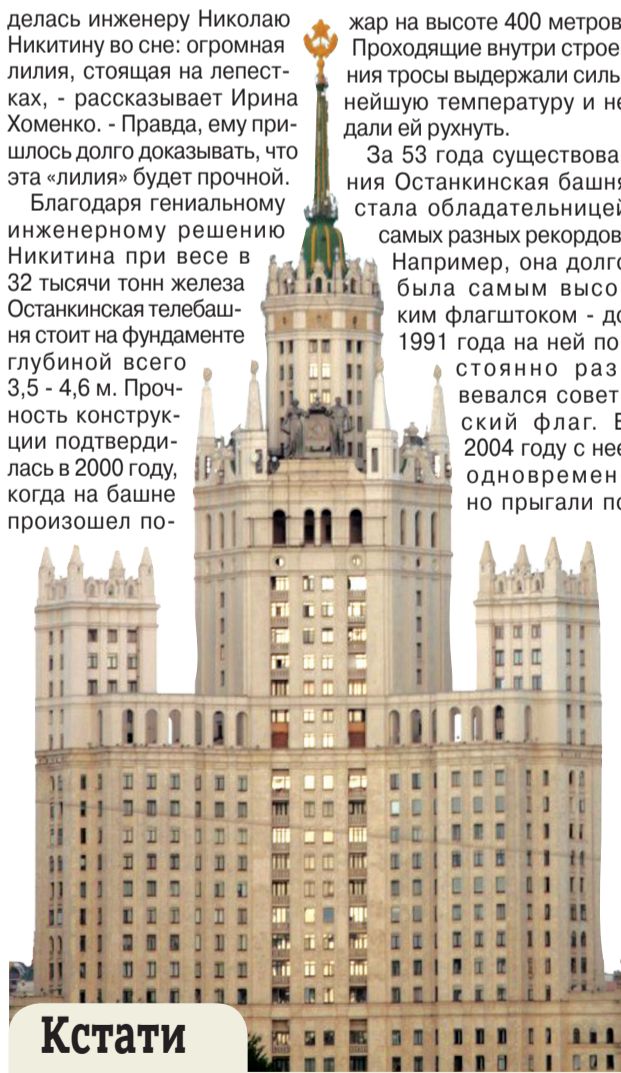 делась инженеру Николаю
Никитину во сне: огромная
лилия, стоящая на лепест-
ках, - рассказывает Ирина
Хоменко. - Правда, ему при-
шлось долго доказывать, что
эта «лилия» будет прочной.
Благодаря гениальному
инженерному решению
Никитина при весе в
32 тысячи тонн железа
Останкинская телебаш-
ня стоит на фундаменте
глубиной всего
3,5 - 4,6 м. Проч-
ность конструк-
ции подтверди-
лась в 2000 году,
когда на башне
произошел по-
жар на высоте 400 метров
Проходящие внутри строе
ния тросы выдержали силь
нейшую температуру и не
дали ей рухнуть.
За 53 года существова
ния Останкинская башня
стала обладательницей
самых разных рекордов
Например, она долго
была самым высо
ким флагштоком - до
1991 года на ней по
стоянно раз
вевался совет
ский флаг. В
2004 году с нее
одновремен
но прыгали по
Кстати